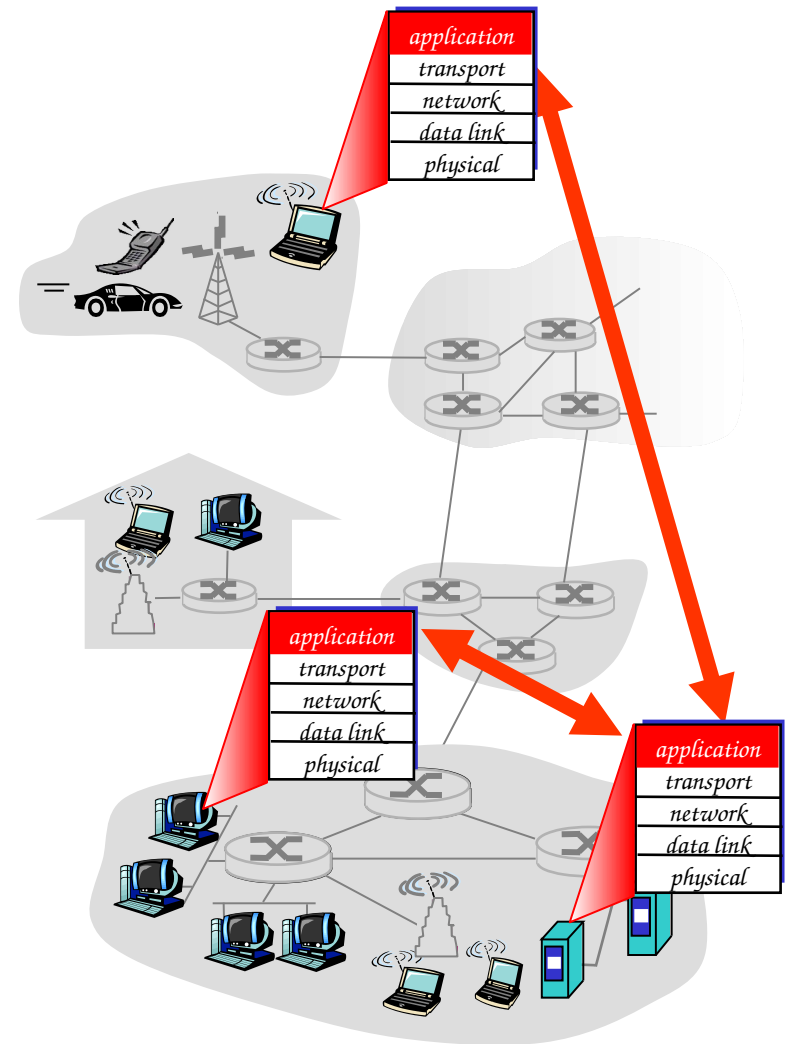 application
transport
network
data link
physical
application
transport
network
data link
physical
application
transport
network
data link
physical